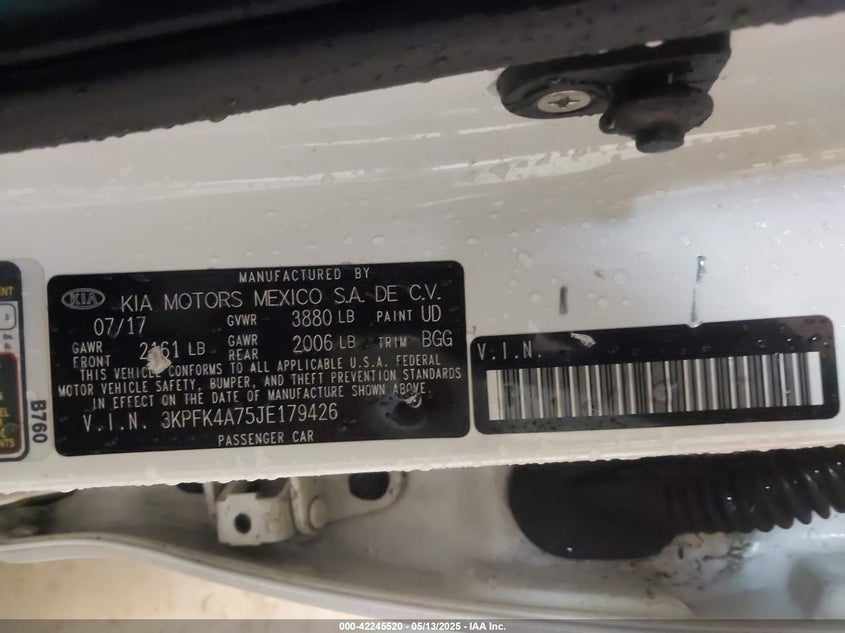 MANUFACTURED BY
KIA KIA MOTORS MEXICO S.A. DE C.V.
07/17 GVWR 3880 LB PAINT UD
GAWR FRONT 2161 LB GAWR REAR 2006 LB TRIM BGG
THIS VEHICLE CONFORMS TO ALL APPLICABLE U.S.A. FEDERAL
MOTOR VEHICLE SAFETY, BUMPER, AND THEFT PREVENTION STANDARDS
IN EFFECT ON THE DATE OF MANUFACTURE SHOWN ABOVE.
V.I.N. 3KPFK4A75JE179426
PASSENGER CAR
V.I.N.
B760
3
000-42245520 - 05/13/2025 - IAA Inc.